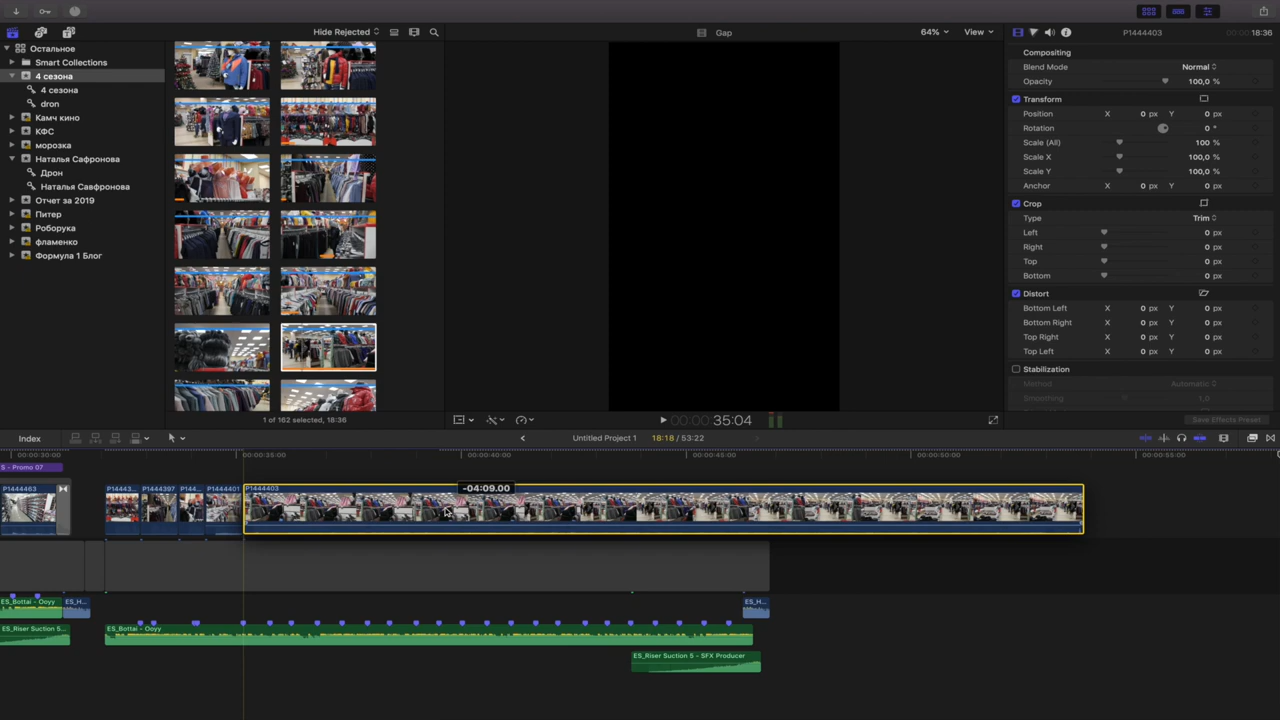 Hide Rejected
Gap
64%
View
P1444403
18:36
Остальное
Smart Collections
4 сезона
4 сезона
dron
Камч кино
КФС
морозка
Наталья Сафронова
Дрон
Наталья Савфронова
Отчет за 2019
Питер
Роборука
фламенко
Формула 1 Блог
1 of 162 selected, 18:36
00:00:00:35:04
Compositing
Blend Mode Normal
Opacity 100,0 %
Transform
Position X 0 px Y 0 px
Rotation 0 °
Scale (All) 100 %
Scale X 100,0 %
Scale Y 100,0 %
Anchor X 0 px Y 0 px
Crop
Type Trim
Left 0 px
Right 0 px
Top 0 px
Bottom 0 px
Distort
Bottom Left X 0 px Y 0 px
Bottom Right X 0 px Y 0 px
Top Right X 0 px Y 0 px
Top Left X 0 px Y 0 px
Stabilization
Method Automatic
Smoothing 1,0
Save Effects Preset
Index
Untitled Project 1
18:18 / 53:22
00:00:30:00
00:00:35:00
00:00:40:00
00:00:45:00
00:00:50:00
00:00:55:00
S - Promo 07
P1444463
P14443...
P1444397
P144...
P1444401
P1444403
-04:09.00
ES_Bottai - Ooyy
ES_H...
ES_H...
ES_Riser Suction 5...
ES_Bottai - Ooyy
ES_Riser Suction 5 - SFX Producer